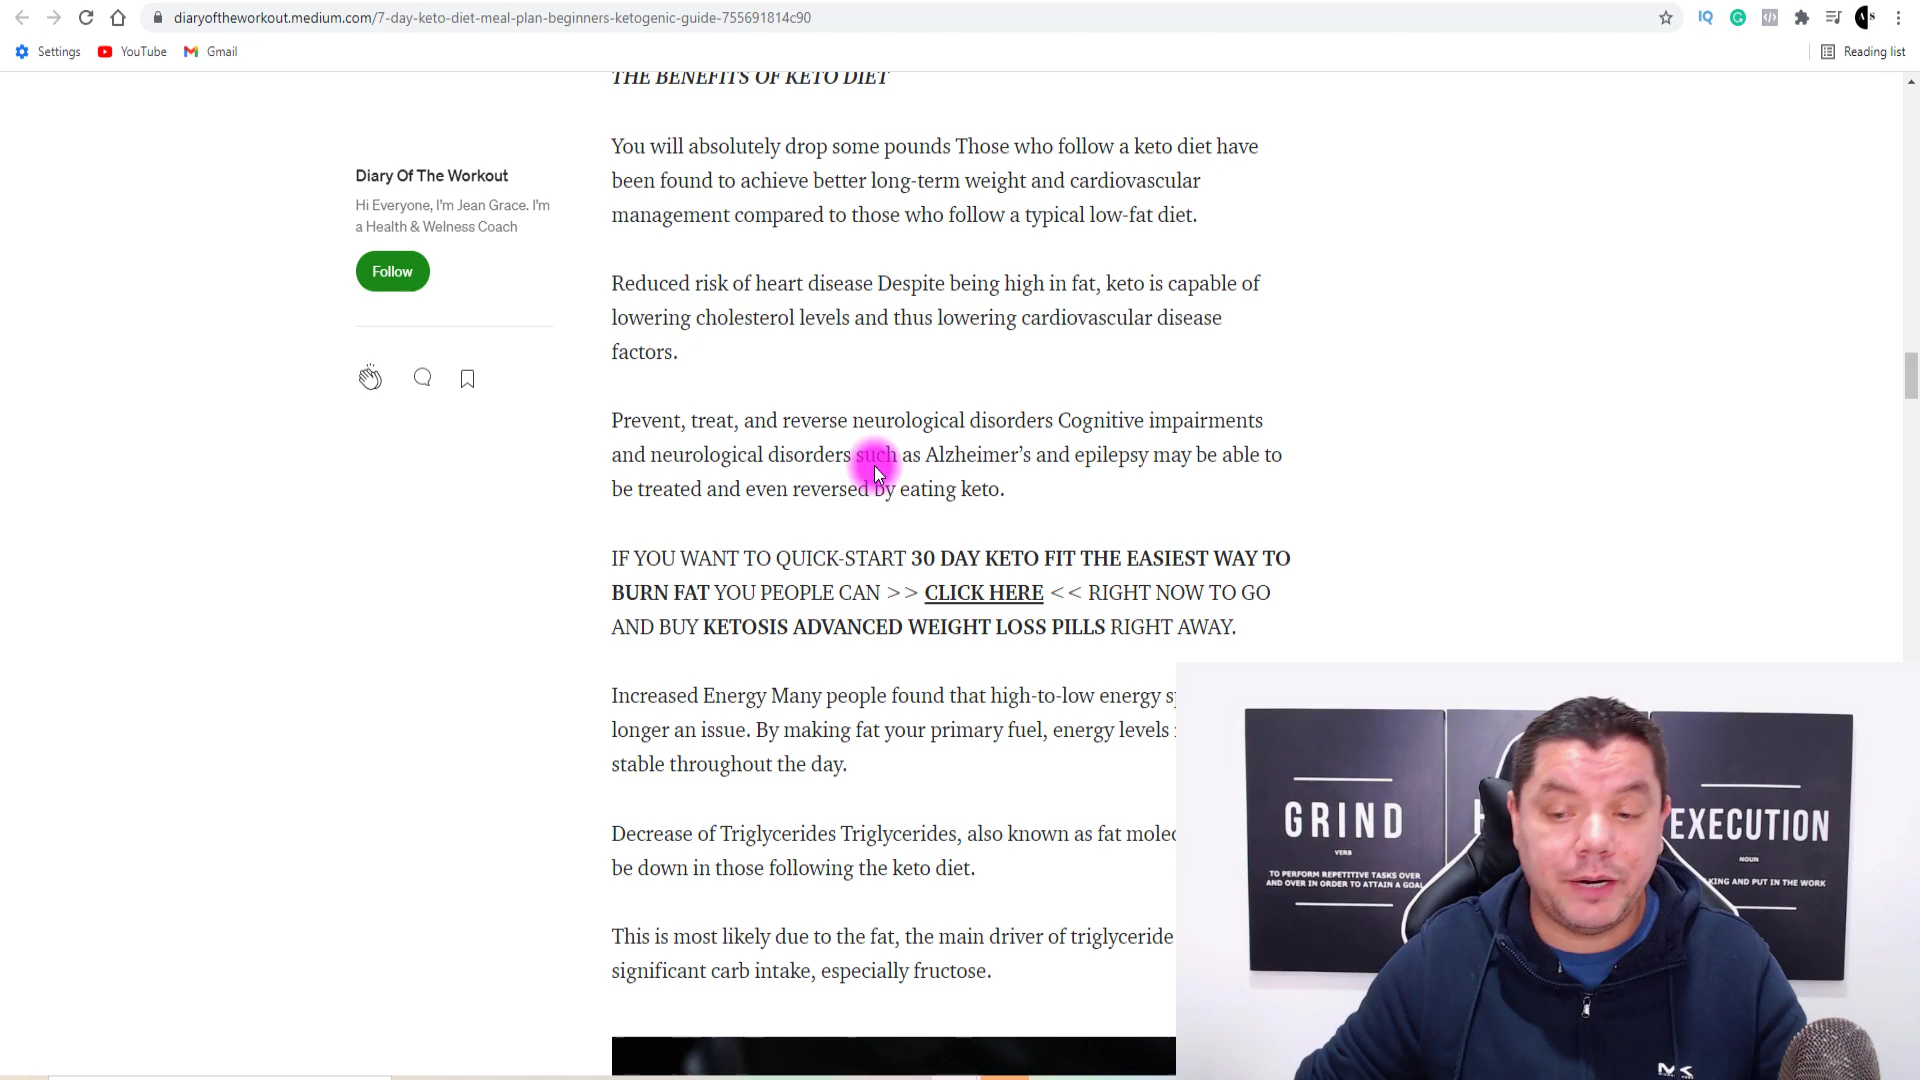 diaryoftheworkout.medium.com/7-day-keto-diet-meal-plan-beginners-ketogenic-guide-755691814c90
IQ
Settings
YouTube
Gmail
Reading list
THE BENEFITS OF KETO DIET
You will absolutely drop some pounds Those who follow a keto diet have
been found to achieve better long-term weight and cardiovascular
management compared to those who follow a typical low-fat diet.
Diary Of The Workout
Hi Everyone, I'm Jean Grace. I'm
a Health & Welness Coach
Follow
Reduced risk of heart disease Despite being high in fat, keto is capable of
lowering cholesterol levels and thus lowering cardiovascular disease
factors.
Prevent, treat, and reverse neurological disorders Cognitive impairments
and neurological disorders such as Alzheimer's and epilepsy may be able to
be treated and even reversed by eating keto.
IF YOU WANT TO QUICK-START 30 DAY KETO FIT THE EASIEST WAY TO
BURN FAT YOU PEOPLE CAN >> CLICK HERE << RIGHT NOW TO GO
AND BUY KETOSIS ADVANCED WEIGHT LOSS PILLS RIGHT AWAY.
Increased Energy Many people found that high-to-low energy
longer an issue. By making fat your primary fuel, energy levels
stable throughout the day.
Decrease of Triglycerides Triglycerides, also known as fat
be down in those following the keto diet.
This is most likely due to the fat, the main driver of triglyceride
significant carb intake, especially fructose.
GRIND
VERB
TO PERFORM REPETITIVE TASKS OVER
AND OVER IN ORDER TO ATTAIN A GOAL
EXECUTION
NOUN
AND PUT IN THE WORK